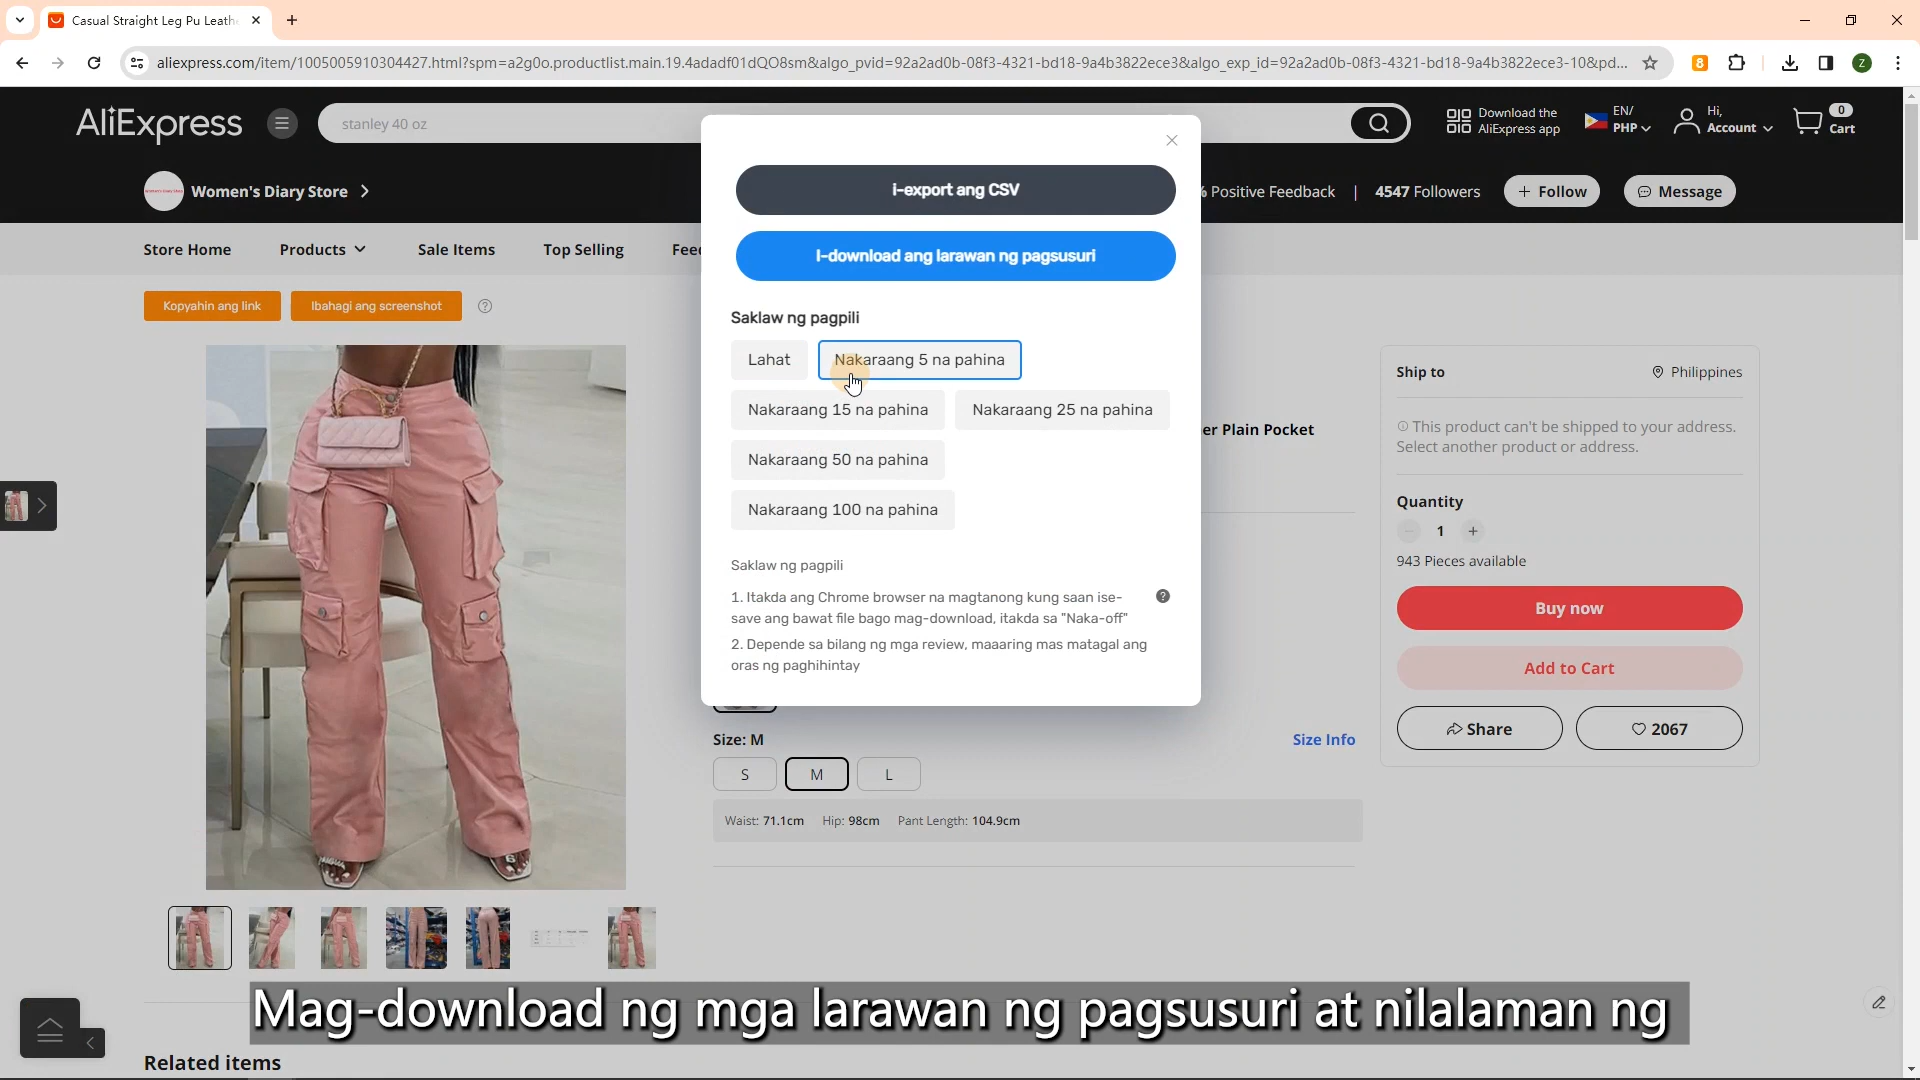 Casual Straight Leg Pu Leathe
aliexpress.com/item/1005005910304427.html?spm=a2g0o.productlist.main.19.4adadf01dQO8sm&algo_pvid=92a2ad0b-08f3-4321-bd18-9a4b3822ece3&algo_exp_id=92a2ad0b-08f3-4321-bd18-9a4b3822ece3-10&pd...
8
Z
AliExpress
stanley 40 oz
Download the
AliExpress app
EN/
PHP
Hi,
Account
0
Cart
Women's Diary Store
% Positive Feedback | 4547 Followers
+ Follow
Message
Store Home
Products
Sale Items
Top Selling
Fee
i-export ang CSV
I-download ang larawan ng pagsusuri
Saklaw ng pagpili
Lahat
Nakaraang 5 na pahina
Nakaraang 15 na pahina
Nakaraang 25 na pahina
Nakaraang 50 na pahina
Nakaraang 100 na pahina
Saklaw ng pagpili
1. Itakda ang Chrome browser na magtanong kung saan ise-
save ang bawat file bago mag-download, itakda sa "Naka-off"
2. Depende sa bilang ng mga review, maaaring mas matagal ang
oras ng paghihintay
Kopyahin ang link
Ibahagi ang screenshot
er Plain Pocket
Size: M
Size Info
S
M
L
Waist: 71.1cm Hip: 98cm Pant Length: 104.9cm
Ship to
Philippines
This product can't be shipped to your address.
Select another product or address.
Quantity
1
943 Pieces available
Buy now
Add to Cart
Share
2067
Mag-download ng mga larawan ng pagsusuri at nilalaman ng
Related items